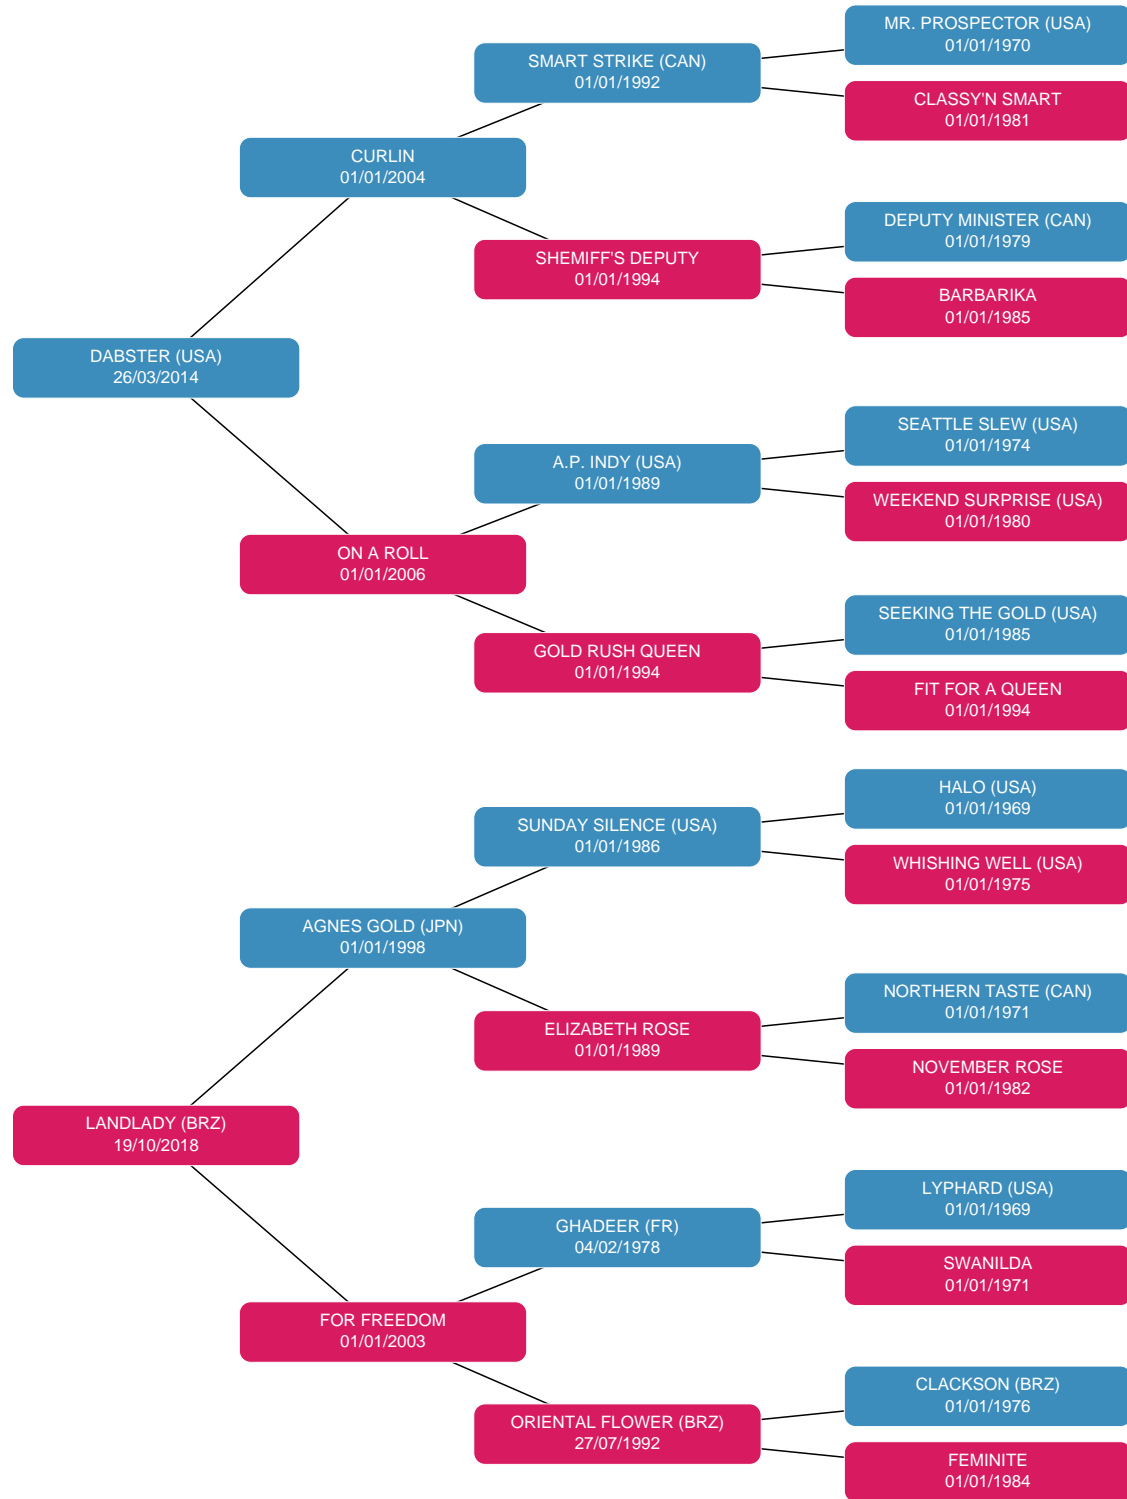 MR. PROSPECTOR (USA)
01/01/1970
SMART STRIKE (CAN)
01/01/1992
CLASSY'N SMART
01/01/1981
CURLIN
01/01/2004
DEPUTY MINISTER (CAN)
01/01/1979
SHEMIFF'S DEPUTY
01/01/1994
BARBARIKA
01/01/1985
DABSTER (USA)
26/03/2014
SEATTLE SLEW (USA)
01/01/1974
A.P. INDY (USA)
01/01/1989
WEEKEND SURPRISE (USA)
01/01/1980
ON A ROLL
01/01/2006
SEEKING THE GOLD (USA)
01/01/1985
GOLD RUSH QUEEN
01/01/1994
FIT FOR A QUEEN
01/01/1994
HALO (USA)
01/01/1969
SUNDAY SILENCE (USA)
01/01/1986
WHISHING WELL (USA)
01/01/1975
AGNES GOLD (JPN)
01/01/1998
NORTHERN TASTE (CAN)
01/01/1971
ELIZABETH ROSE
01/01/1989
NOVEMBER ROSE
01/01/1982
LANDLADY (BRZ)
19/10/2018
LYPHARD (USA)
01/01/1969
GHADEER (FR)
04/02/1978
SWANILDA
01/01/1971
FOR FREEDOM
01/01/2003
CLACKSON (BRZ)
01/01/1976
ORIENTAL FLOWER (BRZ)
27/07/1992
FEMINITE
01/01/1984